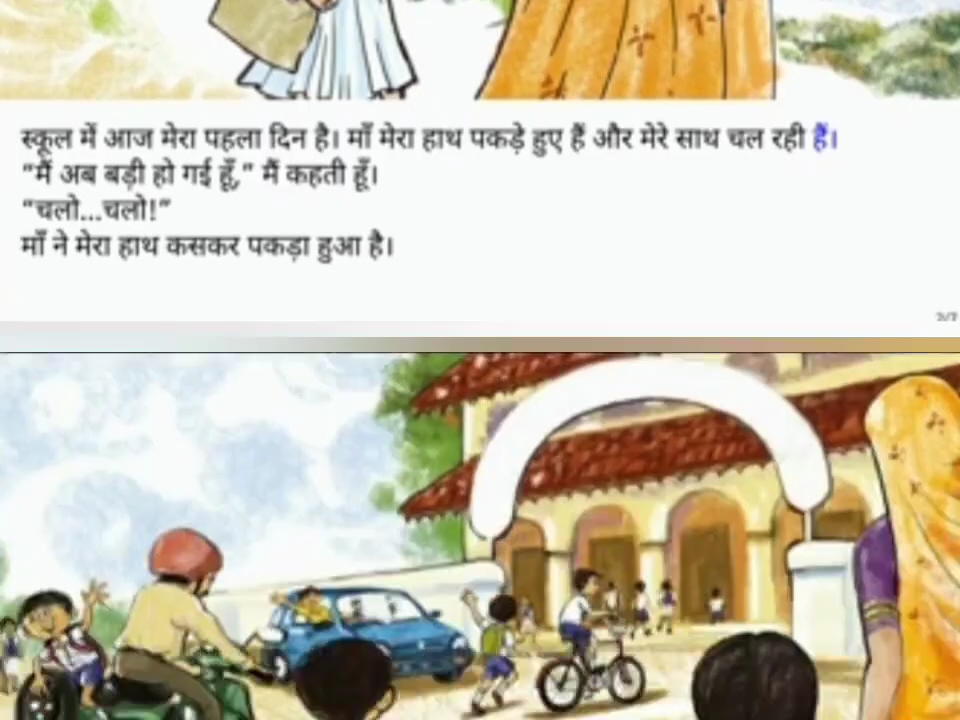 स्कूल में आज मेरा पहला दिन है। माँ मेरा हाथ पकड़े हुए हैं और मेरे साथ चल रही हैं।
“मैं अब बड़ी हो गई हूँ,” मैं कहती हूँ।
“चलो...चलो!”
माँ ने मेरा हाथ कसकर पकड़ा हुआ है।